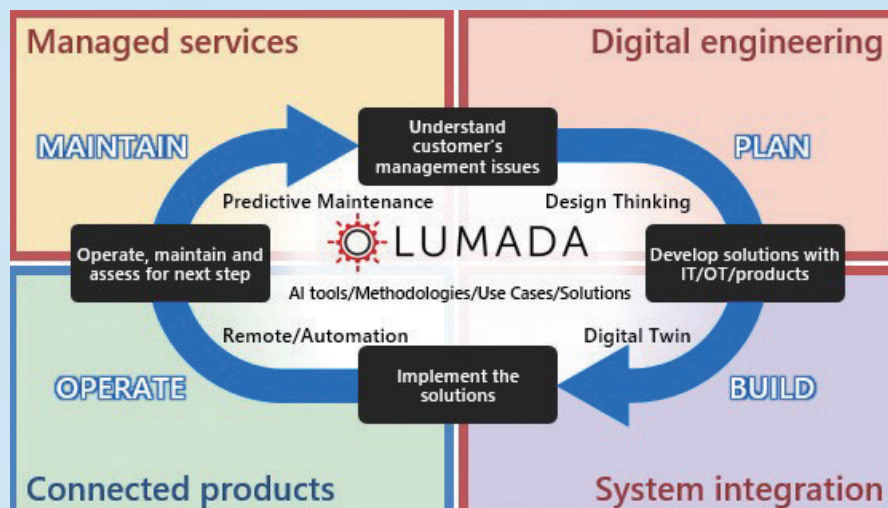 Managed services
Digital engineering
MAINTAIN
Understand
customer's
management issues
PLAN
Predictive Maintenance
Design Thinking
Operate, maintain and
assess for next step
LUMADA
Develop solutions with
IT/OT/products
AI tools/Methodologies/Use Cases/Solutions
Remote/Automation
Digital Twin
OPERATE
Implement the
solutions
BUILD
Connected products
System integration